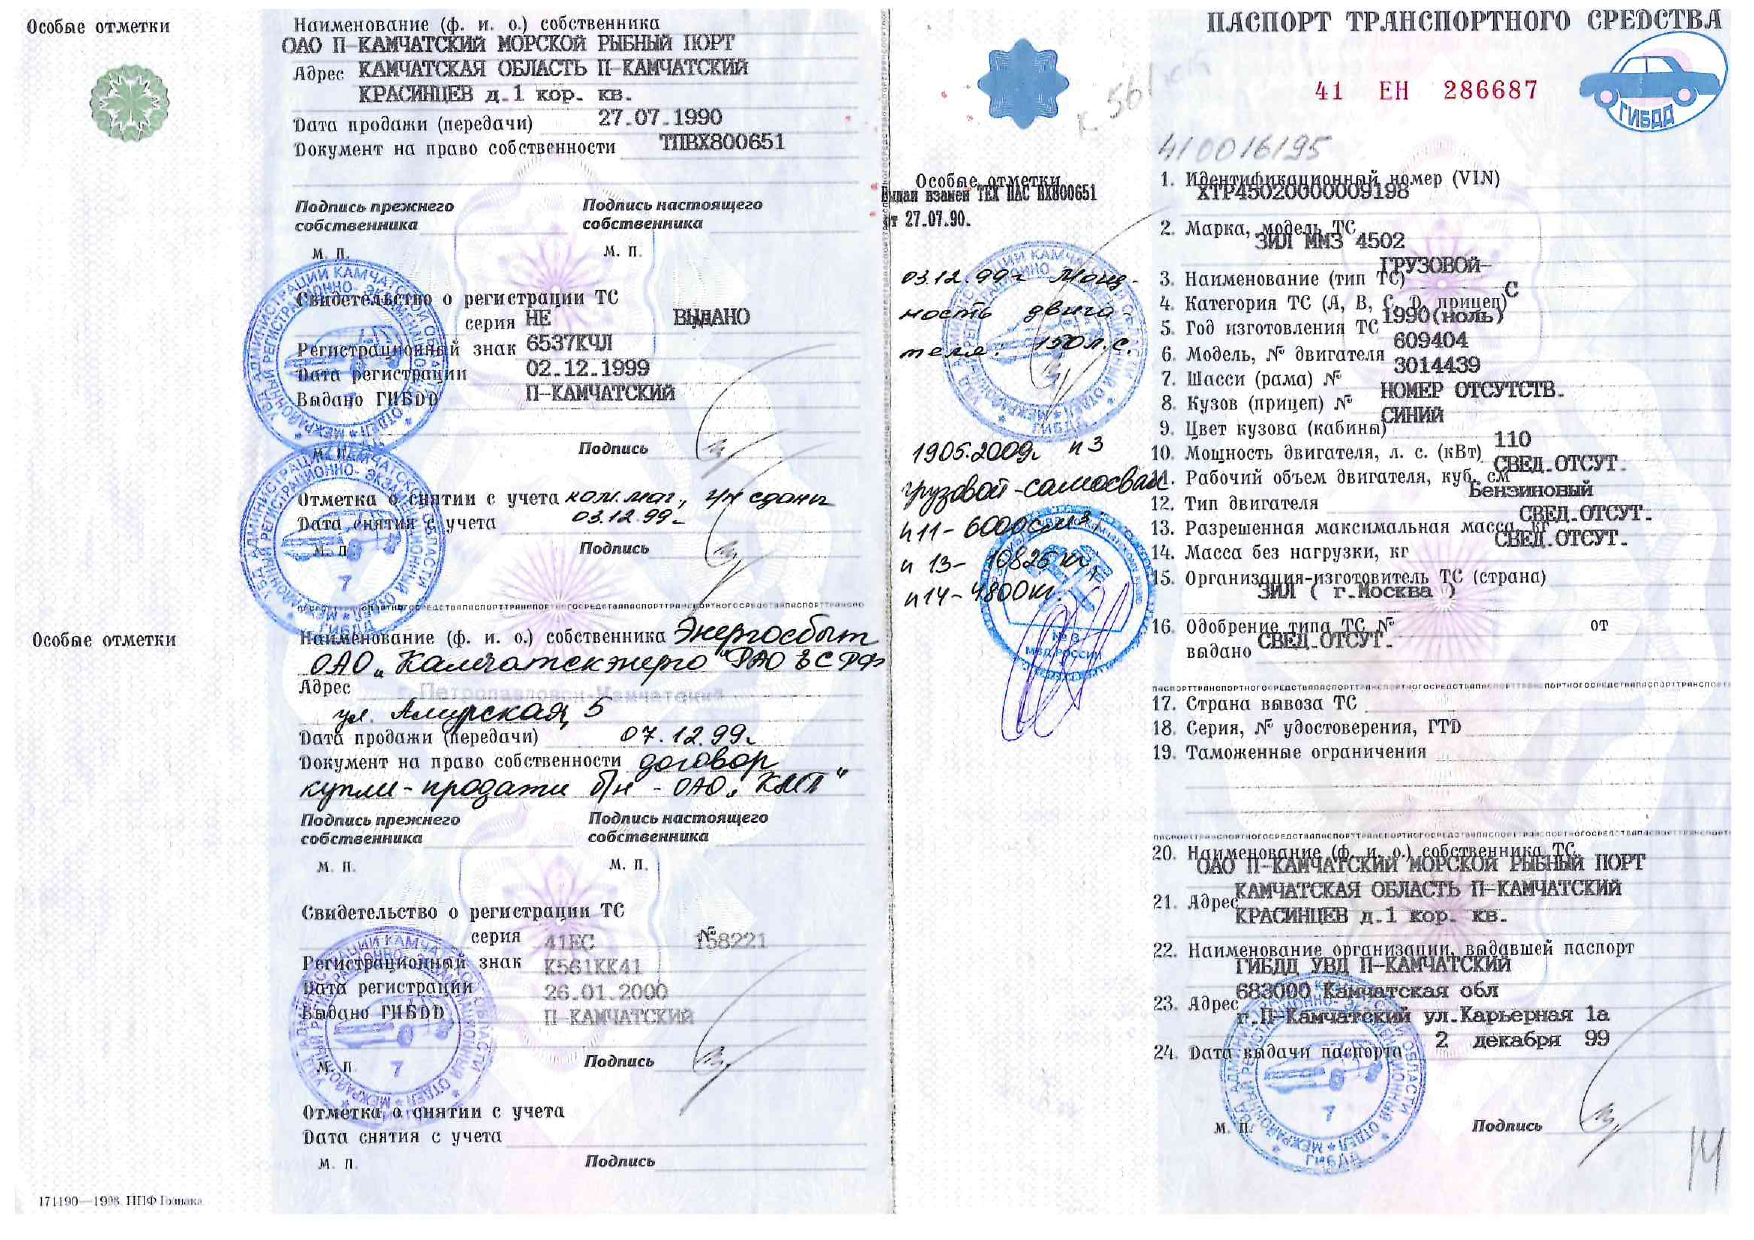 Особые отметки
Наименование (ф. и. о.) собственника
ОАО П-КАМЧАТСКИЙ МОРСКОЙ РЫБНЫЙ ПОРТ
Адрес КАМЧАТСКАЯ ОБЛАСТЬ П-КАМЧАТСКИЙ
КРАСИНЦЕВ д.1 кор. кв.
Дата продажи (передачи) 27.07.1990
Документ на право собственности ТПВХ800651
Подпись прежнего собственника
Подпись настоящего собственника
М. П.
М. П.
Свидетельство о регистрации ТС
серия НЕ ВЫДАНО
Регистрационный знак 6537КЧЛ
Дата регистрации 02.12.1999
Выдано ГИБДД П-КАМЧАТСКИЙ
М. П. Подпись
Отметка о снятии с учета
Дата снятия с учета 03.12.99г
М. П. Подпись
Особые отметки
Наименование (ф. и. о.) собственника Энергосбыт
ОАО "Камчатскэнерго" РАО ЕС РФ
Адрес г. Петропавловск-Камчатский
ул. Амурская, 5
Дата продажи (передачи) 07.12.99г
Документ на право собственности договор
купли-продажи б/н - ОАО "КМП"
Подпись прежнего собственника
Подпись настоящего собственника
М. П.
М. П.
Свидетельство о регистрации ТС
серия 41ЕС № 158221
Регистрационный знак К561КК41
Дата регистрации 26.01.2000
Выдано ГИБДД П-КАМЧАТСКИЙ
М. П. Подпись
Отметка о снятии с учета
Дата снятия с учета
М. П. Подпись
Особые отметки
Выдан взамен ТЕХ ПАС ВХ800651
от 27.07.90.
03.12.99г Мощ-
ность двига-
теля: 150л.с.
19.05.2009г п 3
грузовой-самосвал
п11- 6000см³
п 13- 10825кг
п14- 4800кг.
ПАСПОРТ ТРАНСПОРТНОГО СРЕДСТВА
41 ЕН 286687
ГИБДД
410016195
1. Идентификационный номер (VIN)
ХТР45020000009198
2. Марка, модель ТС
ЗИЛ ММЗ 4502
3. Наименование (тип ТС) ГРУЗОВОЙ-
4. Категория ТС (А, В, С, D, прицеп) С
5. Год изготовления ТС 1990(ноль)
6. Модель, № двигателя 609404
7. Шасси (рама) № 3014439
8. Кузов (прицеп) № НОМЕР ОТСУТСТВ.
9. Цвет кузова (кабины) СИНИЙ
10. Мощность двигателя, л. с. (кВт) 110
11. Рабочий объем двигателя, куб. см СВЕД.ОТСУТ.
12. Тип двигателя Бензиновый
13. Разрешенная максимальная масса, кг СВЕД.ОТСУТ.
14. Масса без нагрузки, кг СВЕД.ОТСУТ.
15. Организация-изготовитель ТС (страна)
ЗИЛ ( г.Москва )
16. Одобрение типа ТС № от
выдано СВЕД.ОТСУТ.
17. Страна вывоза ТС
18. Серия, № удостоверения, ГТD
19. Таможенные ограничения
20. Наименование (ф. и. о.) собственника ТС
ОАО П-КАМЧАТСКИЙ МОРСКОЙ РЫБНЫЙ ПОРТ
21. Адрес КАМЧАТСКАЯ ОБЛАСТЬ П-КАМЧАТСКИЙ
КРАСИНЦЕВ д.1 кор. кв.
22. Наименование организации, выдавшей паспорт
ГИБДД УВД П-КАМЧАТСКИЙ
23. Адрес 683000 Камчатская обл
г.П-Камчатский ул.Карьерная 1а
24. Дата выдачи паспорта 2 декабря 99
М. П. Подпись
171190—1998. ППФ Гознака